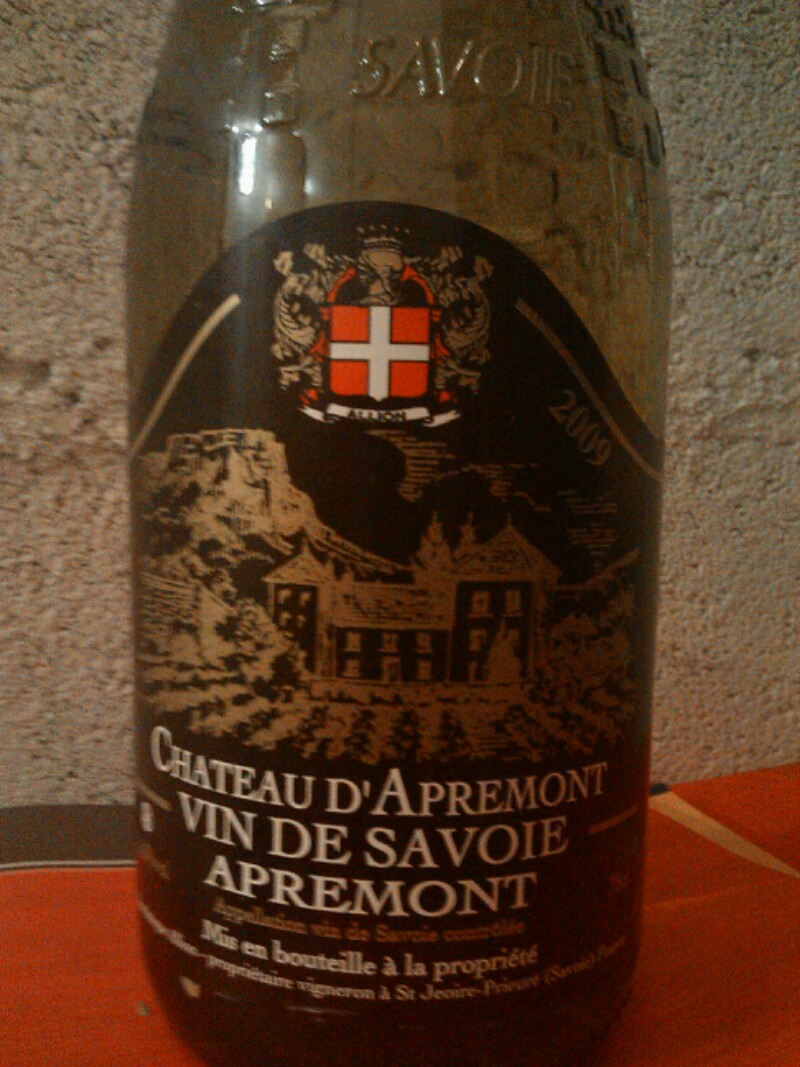 SAVOIE
ALLION
2009
CHATEAU D'APREMONT
VIN DE SAVOIE
APREMONT
Appellation vin de Savoie contrôlée
Mis en bouteille à la propriété
propriétaire vigneron à St Jeoire-Prieuré (Savoie) France